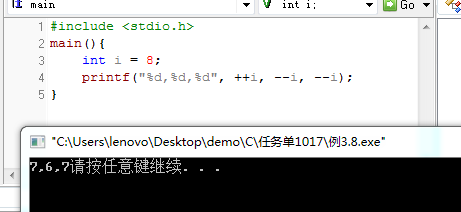 main int i; Go
1 #include <stdio.h>
2 main(){
3 int i = 8;
4 printf("%d,%d,%d", ++i, --i, --i);
5 }
"C:\Users\lenovo\Desktop\demo\C\任务单1017\例3.8.exe"
7,6,7请按任意键继续. . .